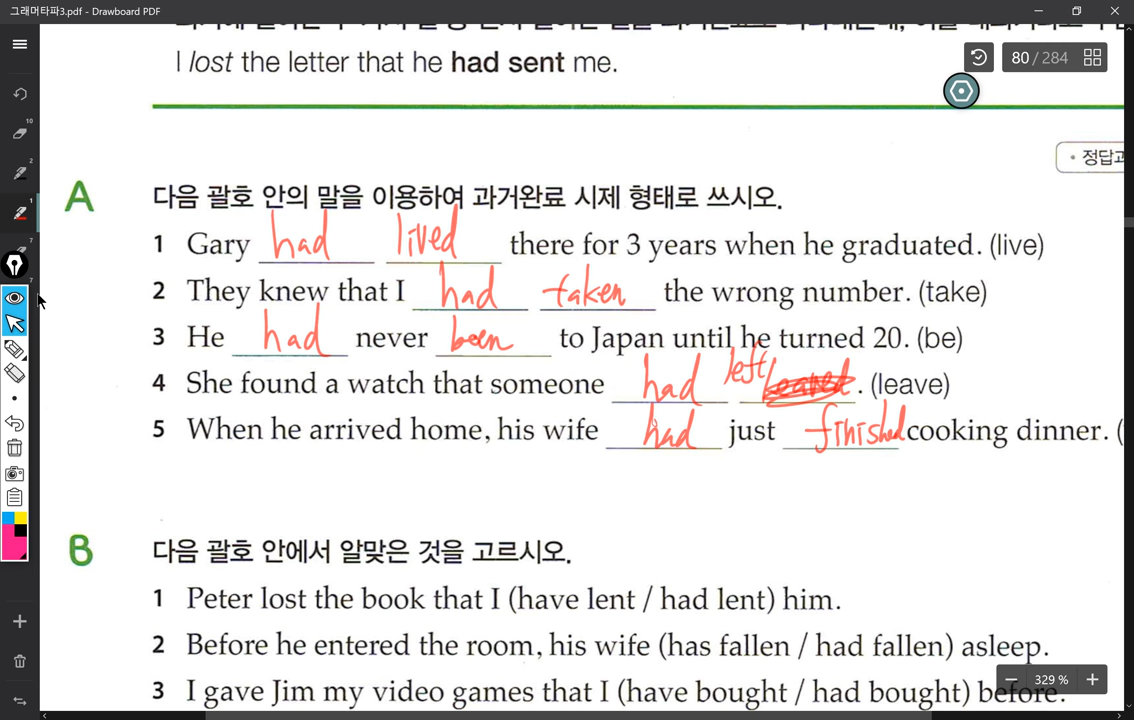 그래머타파3.pdf - Drawboard PDF
I lost the letter that he had sent me.
80 / 284
정답과
A 다음 괄호 안의 말을 이용하여 과거완료 시제 형태로 쓰시오.
1 Gary had lived there for 3 years when he graduated. (live)
2 They knew that I had taken the wrong number. (take)
3 He had never been to Japan until he turned 20. (be)
4 She found a watch that someone had left leaved. (leave)
5 When he arrived home, his wife had just finished cooking dinner. (
B 다음 괄호 안에서 알맞은 것을 고르시오.
1 Peter lost the book that I (have lent / had lent) him.
2 Before he entered the room, his wife (has fallen / had fallen) asleep.
3 I gave Jim my video games that I (have bought / had bought) before.
329 %
10
2
1
7
7